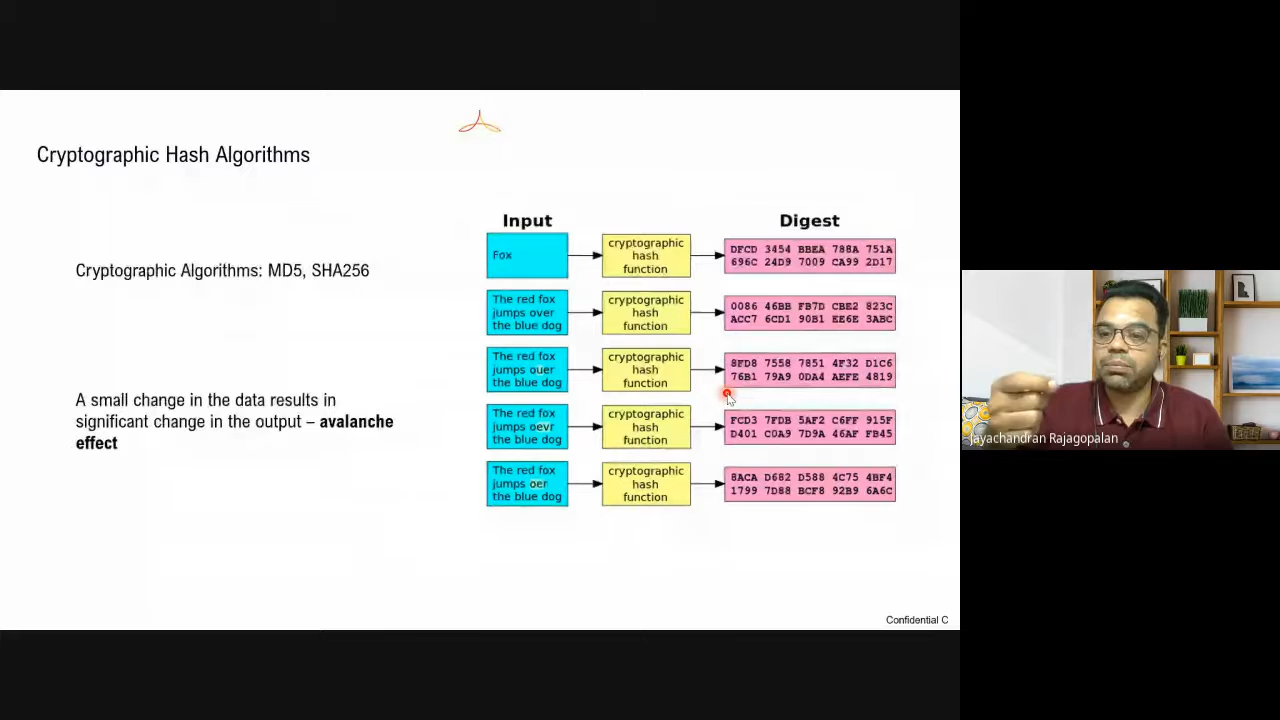 Cryptographic Hash Algorithms
Cryptographic Algorithms: MD5, SHA256
A small change in the data results in
significant change in the output – avalanche
effect
Input
Digest
Fox
cryptographic
hash
function
DFCD 3454 BBEA 788A 751A
696C 24D9 7009 CA99 2D17
The red fox
jumps over
the blue dog
cryptographic
hash
function
0086 46BB FB7D CBE2 823C
ACC7 6CD1 90B1 EE6E 3ABC
The red fox
jumps ouer
the blue dog
cryptographic
hash
function
8FD8 7558 7851 4F32 D1C6
76B1 79A9 0DA4 AEFE 4819
The red fox
jumps oevr
the blue dog
cryptographic
hash
function
FCD3 7FDB 5AF2 C6FF 915F
D401 C0A9 7D9A 46AF FB45
The red fox
jumps oer
the blue dog
cryptographic
hash
function
8ACA D682 D588 4C75 4BF4
1799 7D88 BCF8 92B9 6A6C
Confidential C
Jayachandran Rajagopalan